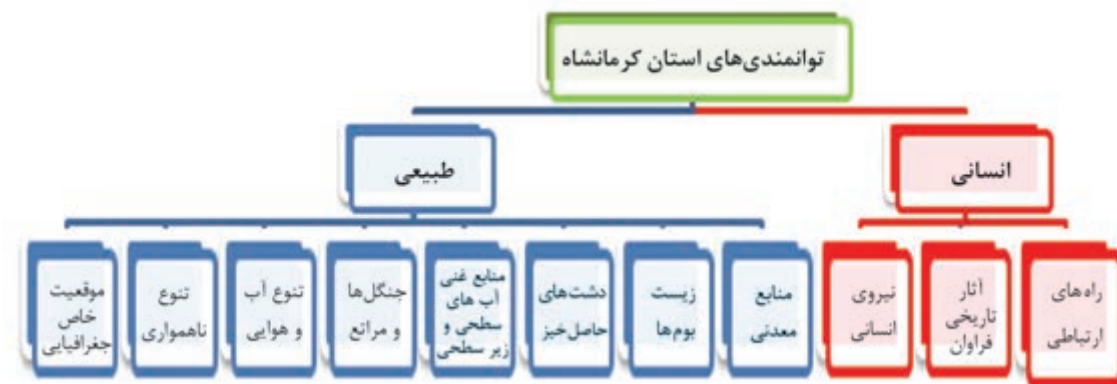 توانمندی‌های استان کرمانشاه
انسانی
طبیعی
راه‌های
ارتباطی
آثار
تاریخی
فراوان
نیروی
انسانی
منابع
معدنی
زیست
بوم‌ها
دشت‌های
حاصل‌خیز
منابع غنی
آب های
سطحی و
زیر سطحی
جنگل‌ها
و مراتع
تنوع آب
و هوایی
تنوع
ناهمواری
موقعیت
خاص
جغرافیایی